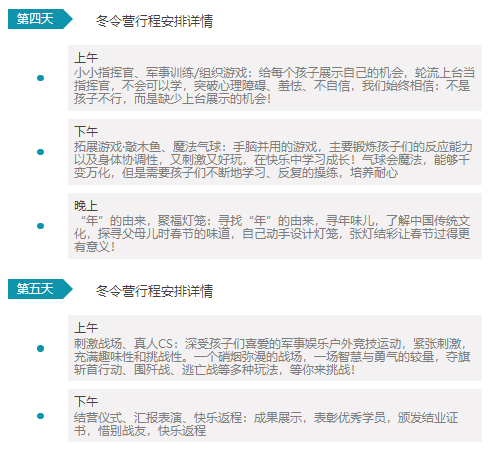 第四天
冬令营行程安排详情
上午
小小指挥官、军事训练/组织游戏：给每个孩子展示自己的机会，轮流上台当
指挥官，不会可以学，突破心理障碍、羞怯、不自信，我们始终相信：不是
孩子不行，而是缺少上台展示的机会！
下午
拓展游戏·敲木鱼、魔法气球：手脑并用的游戏，主要锻炼孩子们的反应能力
以及身体协调性，又刺激又好玩，在快乐中学习成长！气球会魔法，能够千
变万化，但是需要孩子们不断地学习、反复的操练，培养耐心
晚上
“年”的由来，聚福灯笼：寻找“年”的由来，寻年味儿，了解中国传统文
化，探寻父母儿时春节的味道，自己动手设计灯笼，张灯结彩让春节过得更
有意义！
第五天
冬令营行程安排详情
上午
刺激战场、真人CS：深受孩子们喜爱的军事娱乐户外竞技运动，紧张刺激，
充满趣味性和挑战性。一个硝烟弥漫的战场，一场智慧与勇气的较量，夺旗
斩首行动、围歼战、逃亡战等多种玩法，等你来挑战！
下午
结营仪式、汇报表演、快乐返程：成果展示，表彰优秀学员，颁发结业证
书，惜别战友，快乐返程